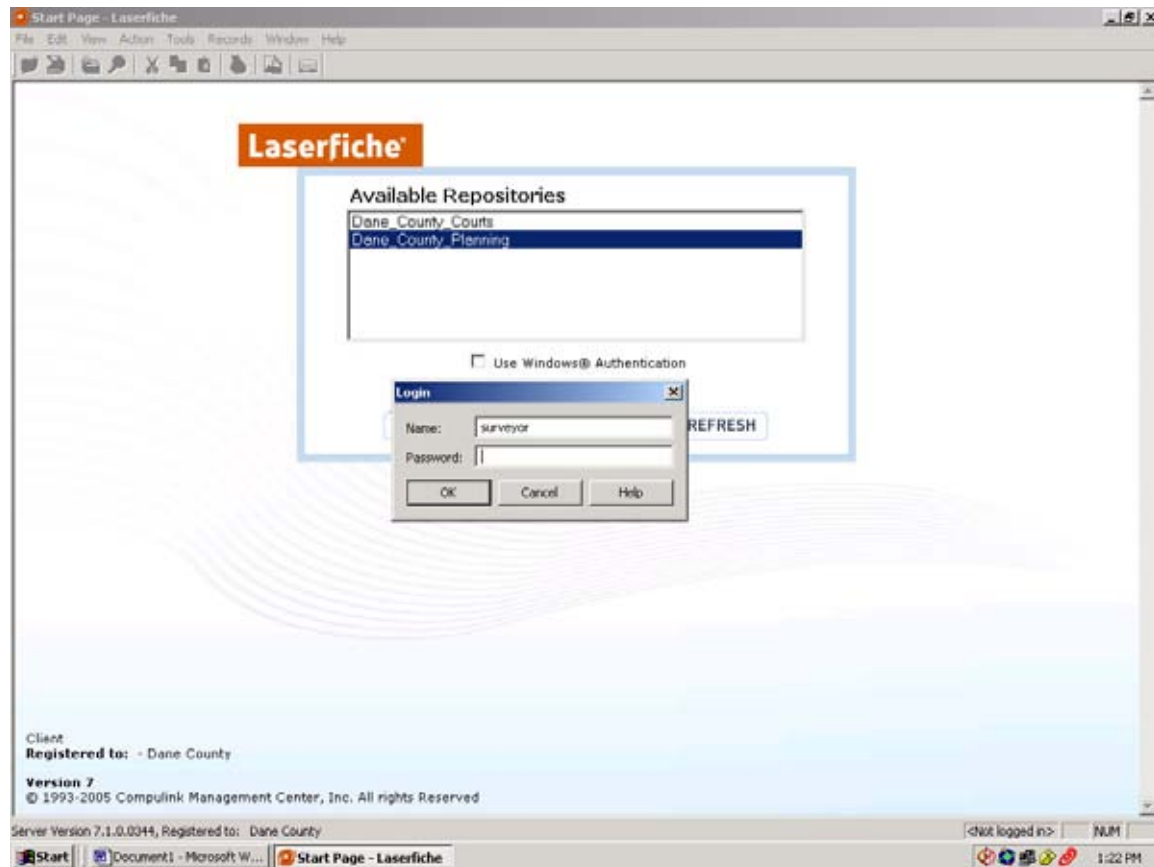 Start Page - Laserfiche
File Edit View Action Tools Records Window Help
Laserfiche®
Available Repositories
Dane_County_Courts
Dane_County_Planning
Use Windows® Authentication
Login
Name: surveyor
REFRESH
Password:
OK Cancel Help
Client
Registered to: - Dane County
Version 7
© 1993-2005 Compulink Management Center, Inc. All rights Reserved
Server Version 7.1.0.0344, Registered to: Dane County <Not logged in> NUM
Start Document1 - Microsoft W... Start Page - Laserfiche 1:22 PM